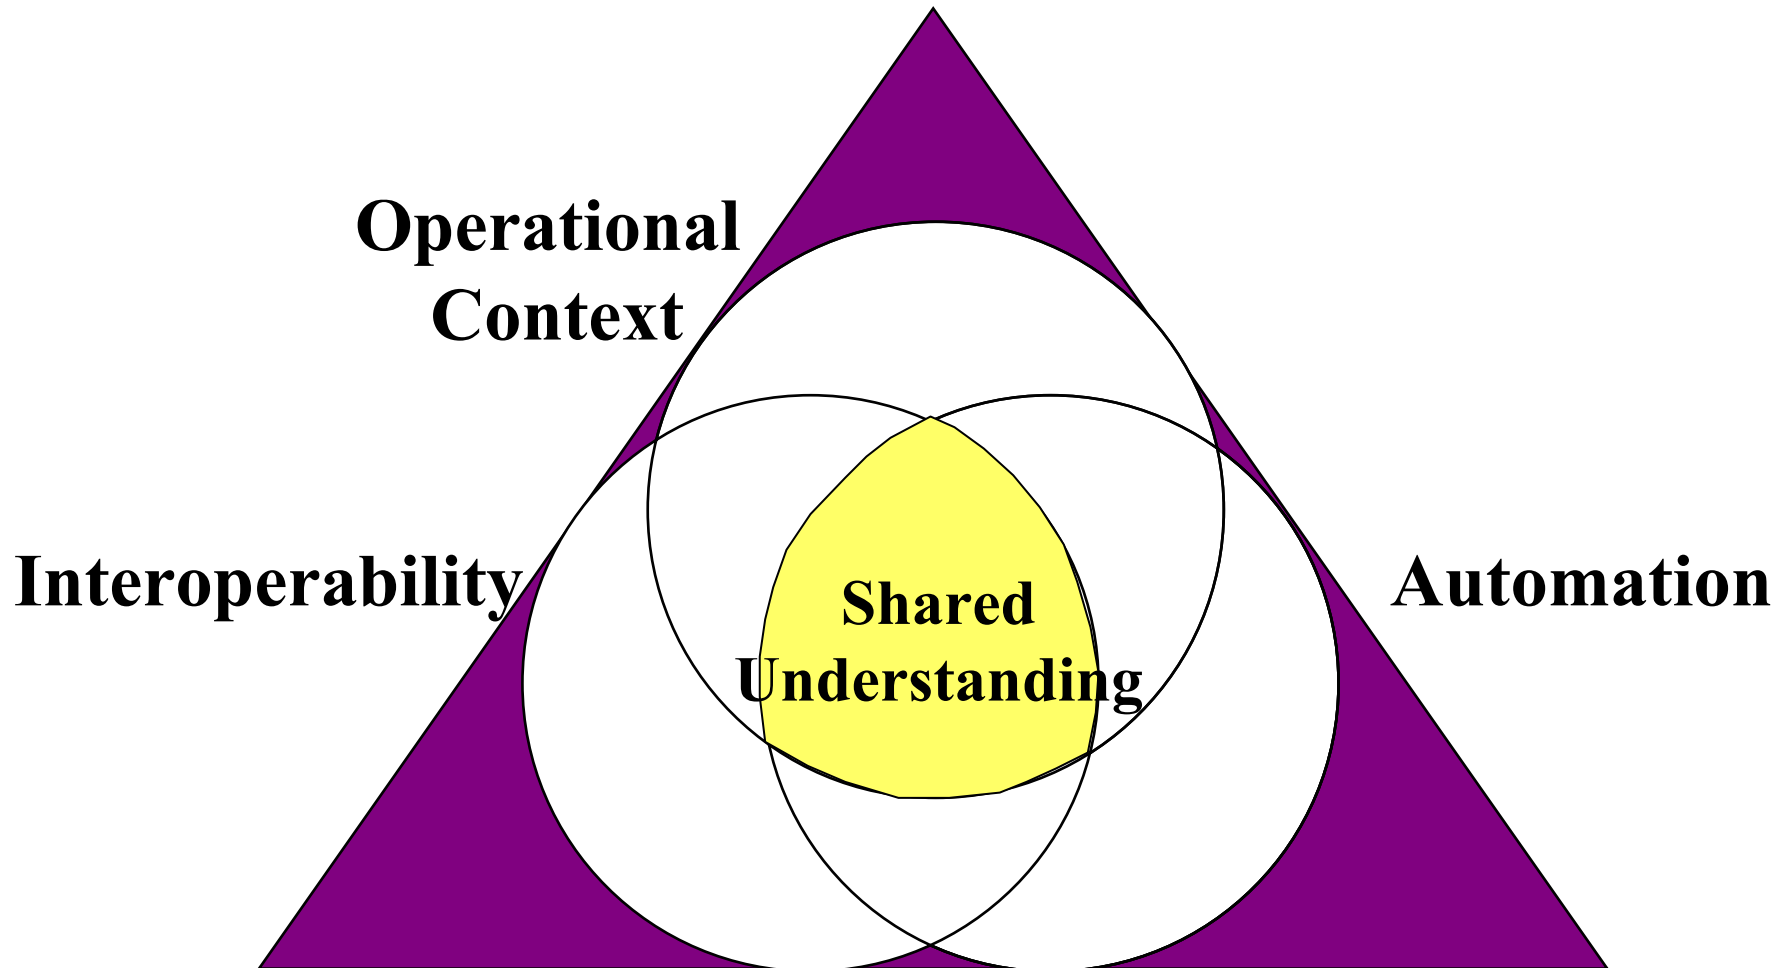 Operational
Context
Interoperability
Automation
Shared
Understanding